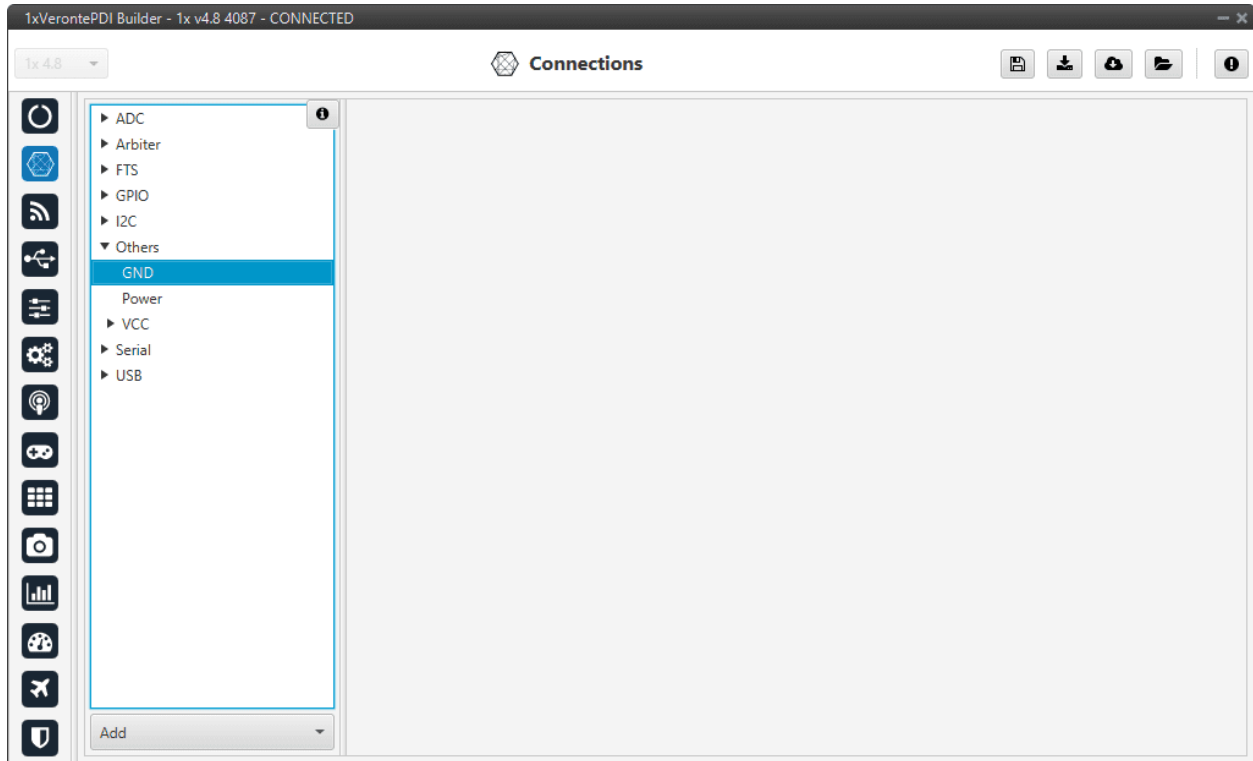 1xVerontePDI Builder - 1x v4.8 4087 - CONNECTED
1x 4.8
Connections
ADC
Arbiter
FTS
GPIO
I2C
Others
GND
Power
VCC
Serial
USB
Add